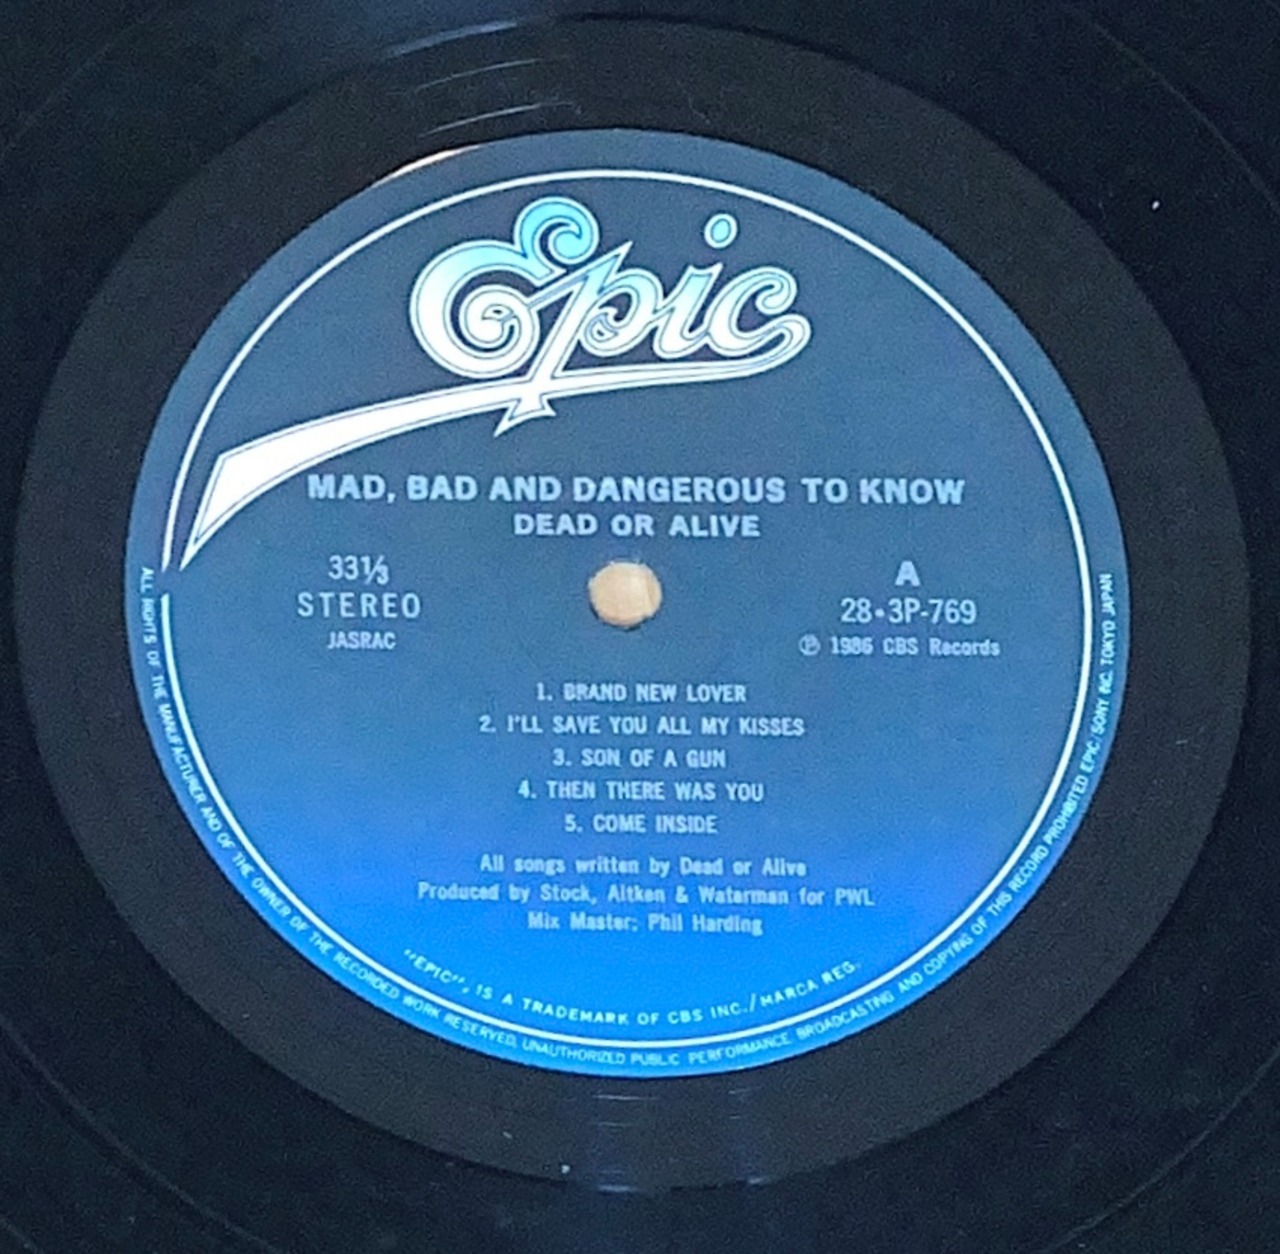 Epic
MAD, BAD AND DANGEROUS TO KNOW
DEAD OR ALIVE
33⅓
STEREO
JASRAC
A
28・3P-769
Ⓟ 1986 CBS Records
1. BRAND NEW LOVER
2. I'LL SAVE YOU ALL MY KISSES
3. SON OF A GUN
4. THEN THERE WAS YOU
5. COME INSIDE
All songs written by Dead or Alive
Produced by Stock, Aitken & Waterman for PWL
Mix Master: Phil Harding
"EPIC", IS A TRADEMARK OF CBS INC./MARCA REG.
ALL RIGHTS OF THE MANUFACTURER AND OF THE OWNER OF THE RECORDED WORK RESERVED. UNAUTHORIZED PUBLIC PERFORMANCE BROADCASTING AND COPYING OF THIS RECORD PROHIBITED EPIC/SONY INC. TOKYO JAPAN